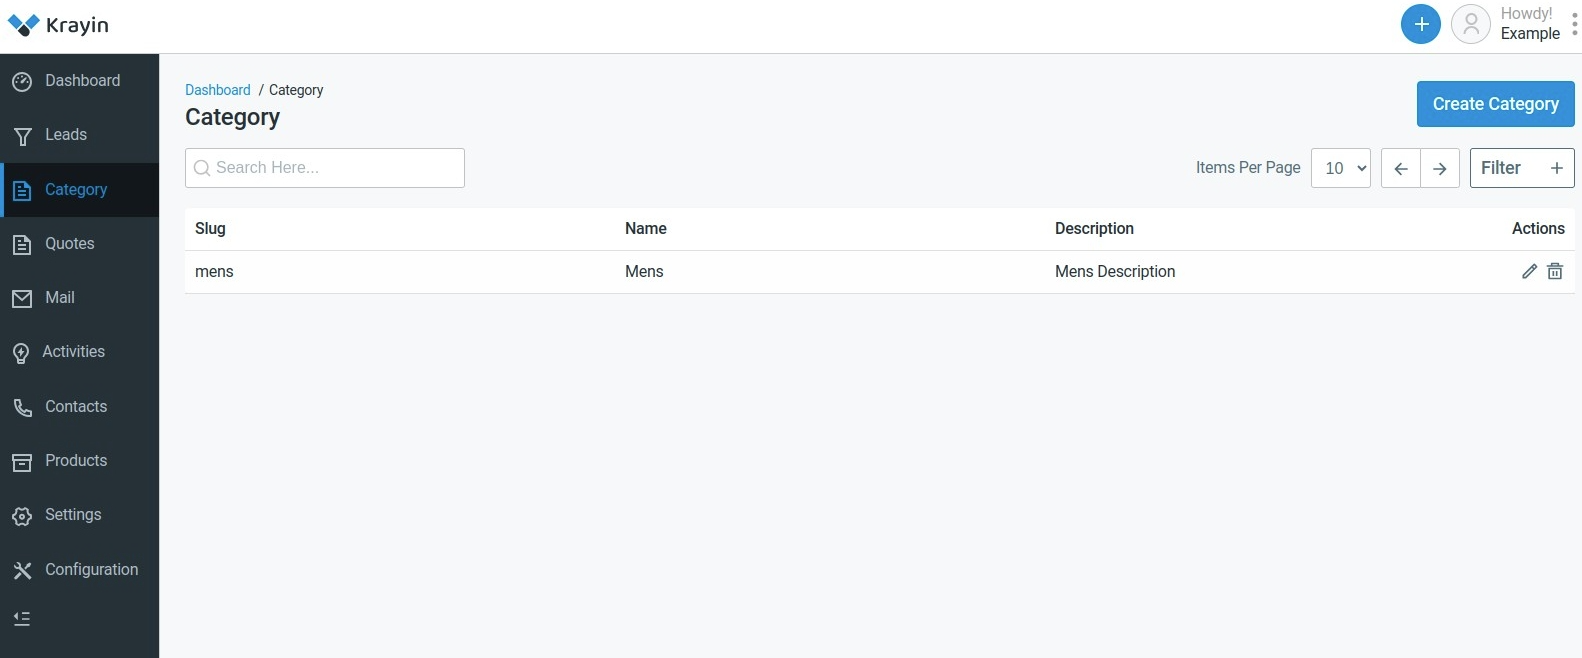 Krayin
Howdy!
Example
Dashboard
Leads
Category
Quotes
Mail
Activities
Contacts
Products
Settings
Configuration
Dashboard / Category
Category
Create Category
Search Here...
Items Per Page 10 Filter
Slug Name Description Actions
mens Mens Mens Description